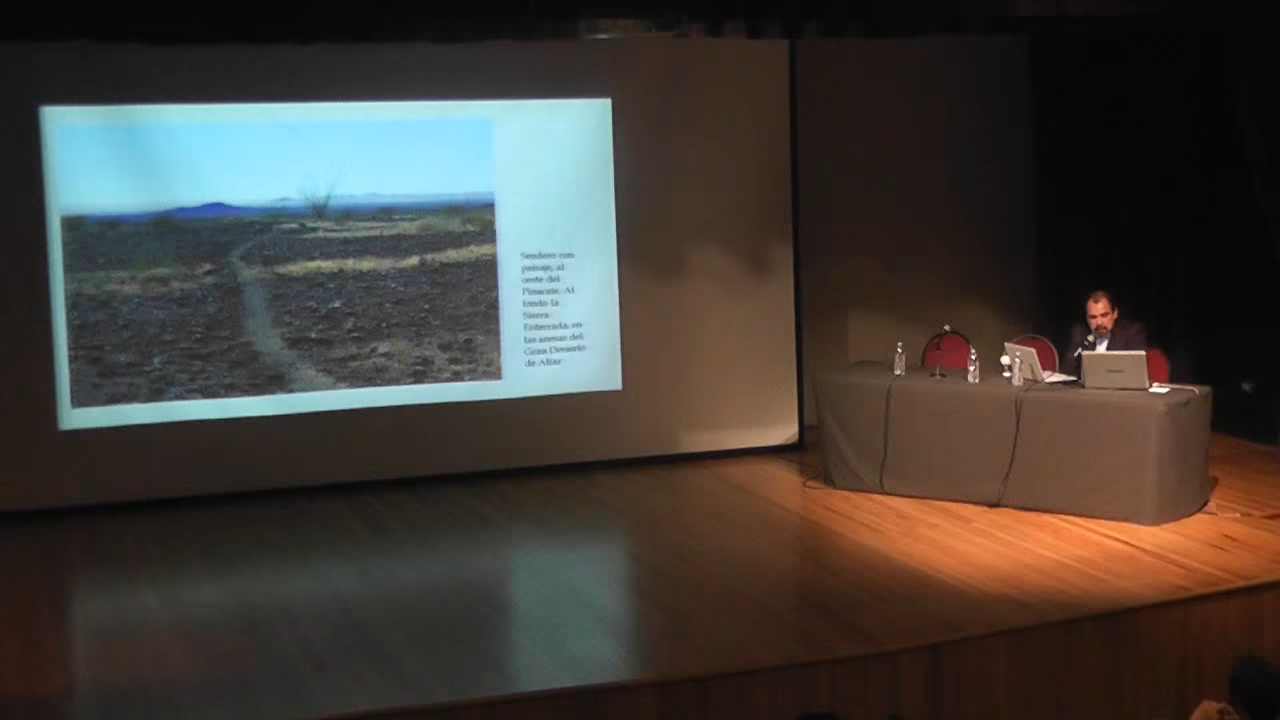 Sendero con
paisaje, al
oeste del
Pinacate. Al
fondo la
Sierra
Enterrada, en
las arenas del
Gran Desierto
de Altar